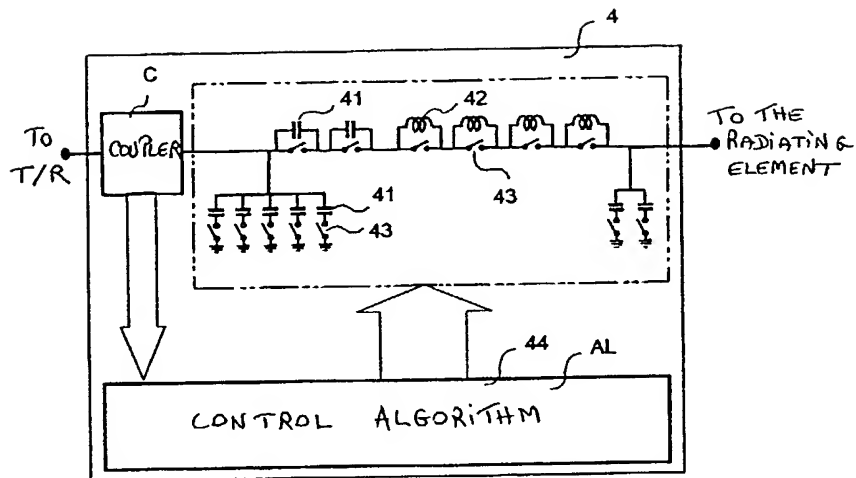 4
C
41
42
TO
T/R
COUPLER
TO THE
RADIATING
ELEMENT
43
41
43
44
AL
CONTROL ALGORITHM